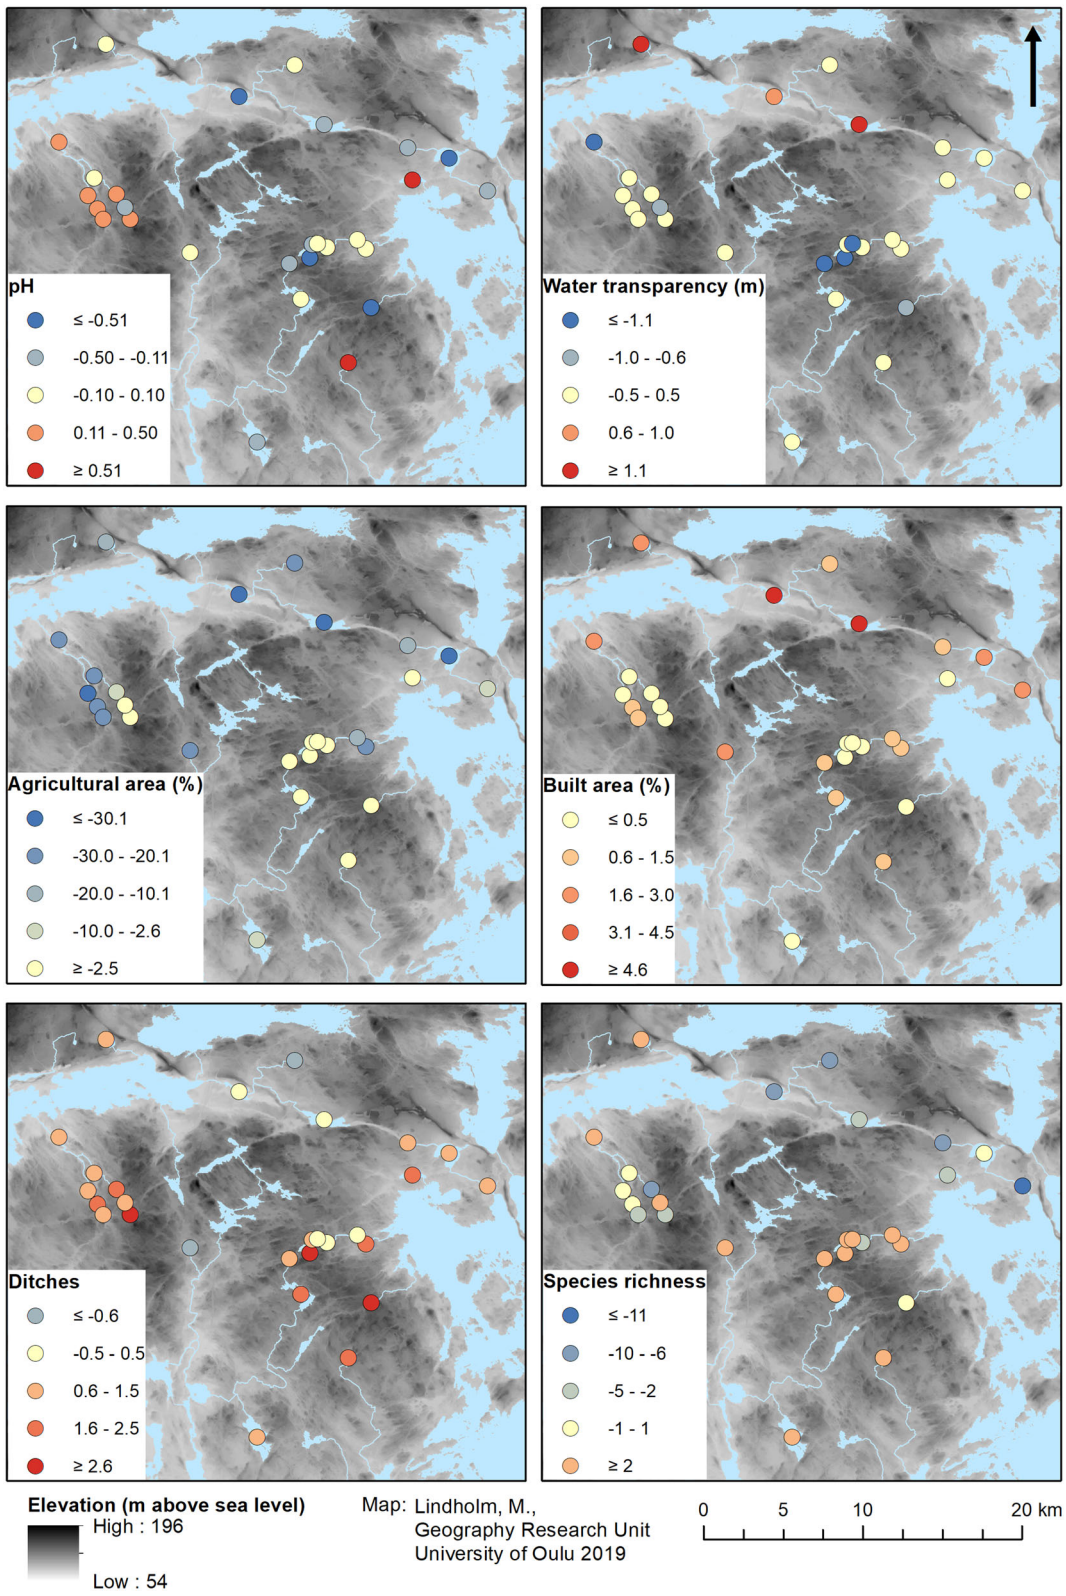 pH
≤ -0.51
-0.50 - -0.11
-0.10 - 0.10
0.11 - 0.50
≥ 0.51
Water transparency (m)
≤ -1.1
-1.0 - -0.6
-0.5 - 0.5
0.6 - 1.0
≥ 1.1
Agricultural area (%)
≤ -30.1
-30.0 - -20.1
-20.0 - -10.1
-10.0 - -2.6
≥ -2.5
Built area (%)
≤ 0.5
0.6 - 1.5
1.6 - 3.0
3.1 - 4.5
≥ 4.6
Ditches
≤ -0.6
-0.5 - 0.5
0.6 - 1.5
1.6 - 2.5
≥ 2.6
Species richness
≤ -11
-10 - -6
-5 - -2
-1 - 1
≥ 2
Elevation (m above sea level)
High : 196
Low : 54
Map: Lindholm, M.,
Geography Research Unit
University of Oulu 2019
0 5 10 20 km